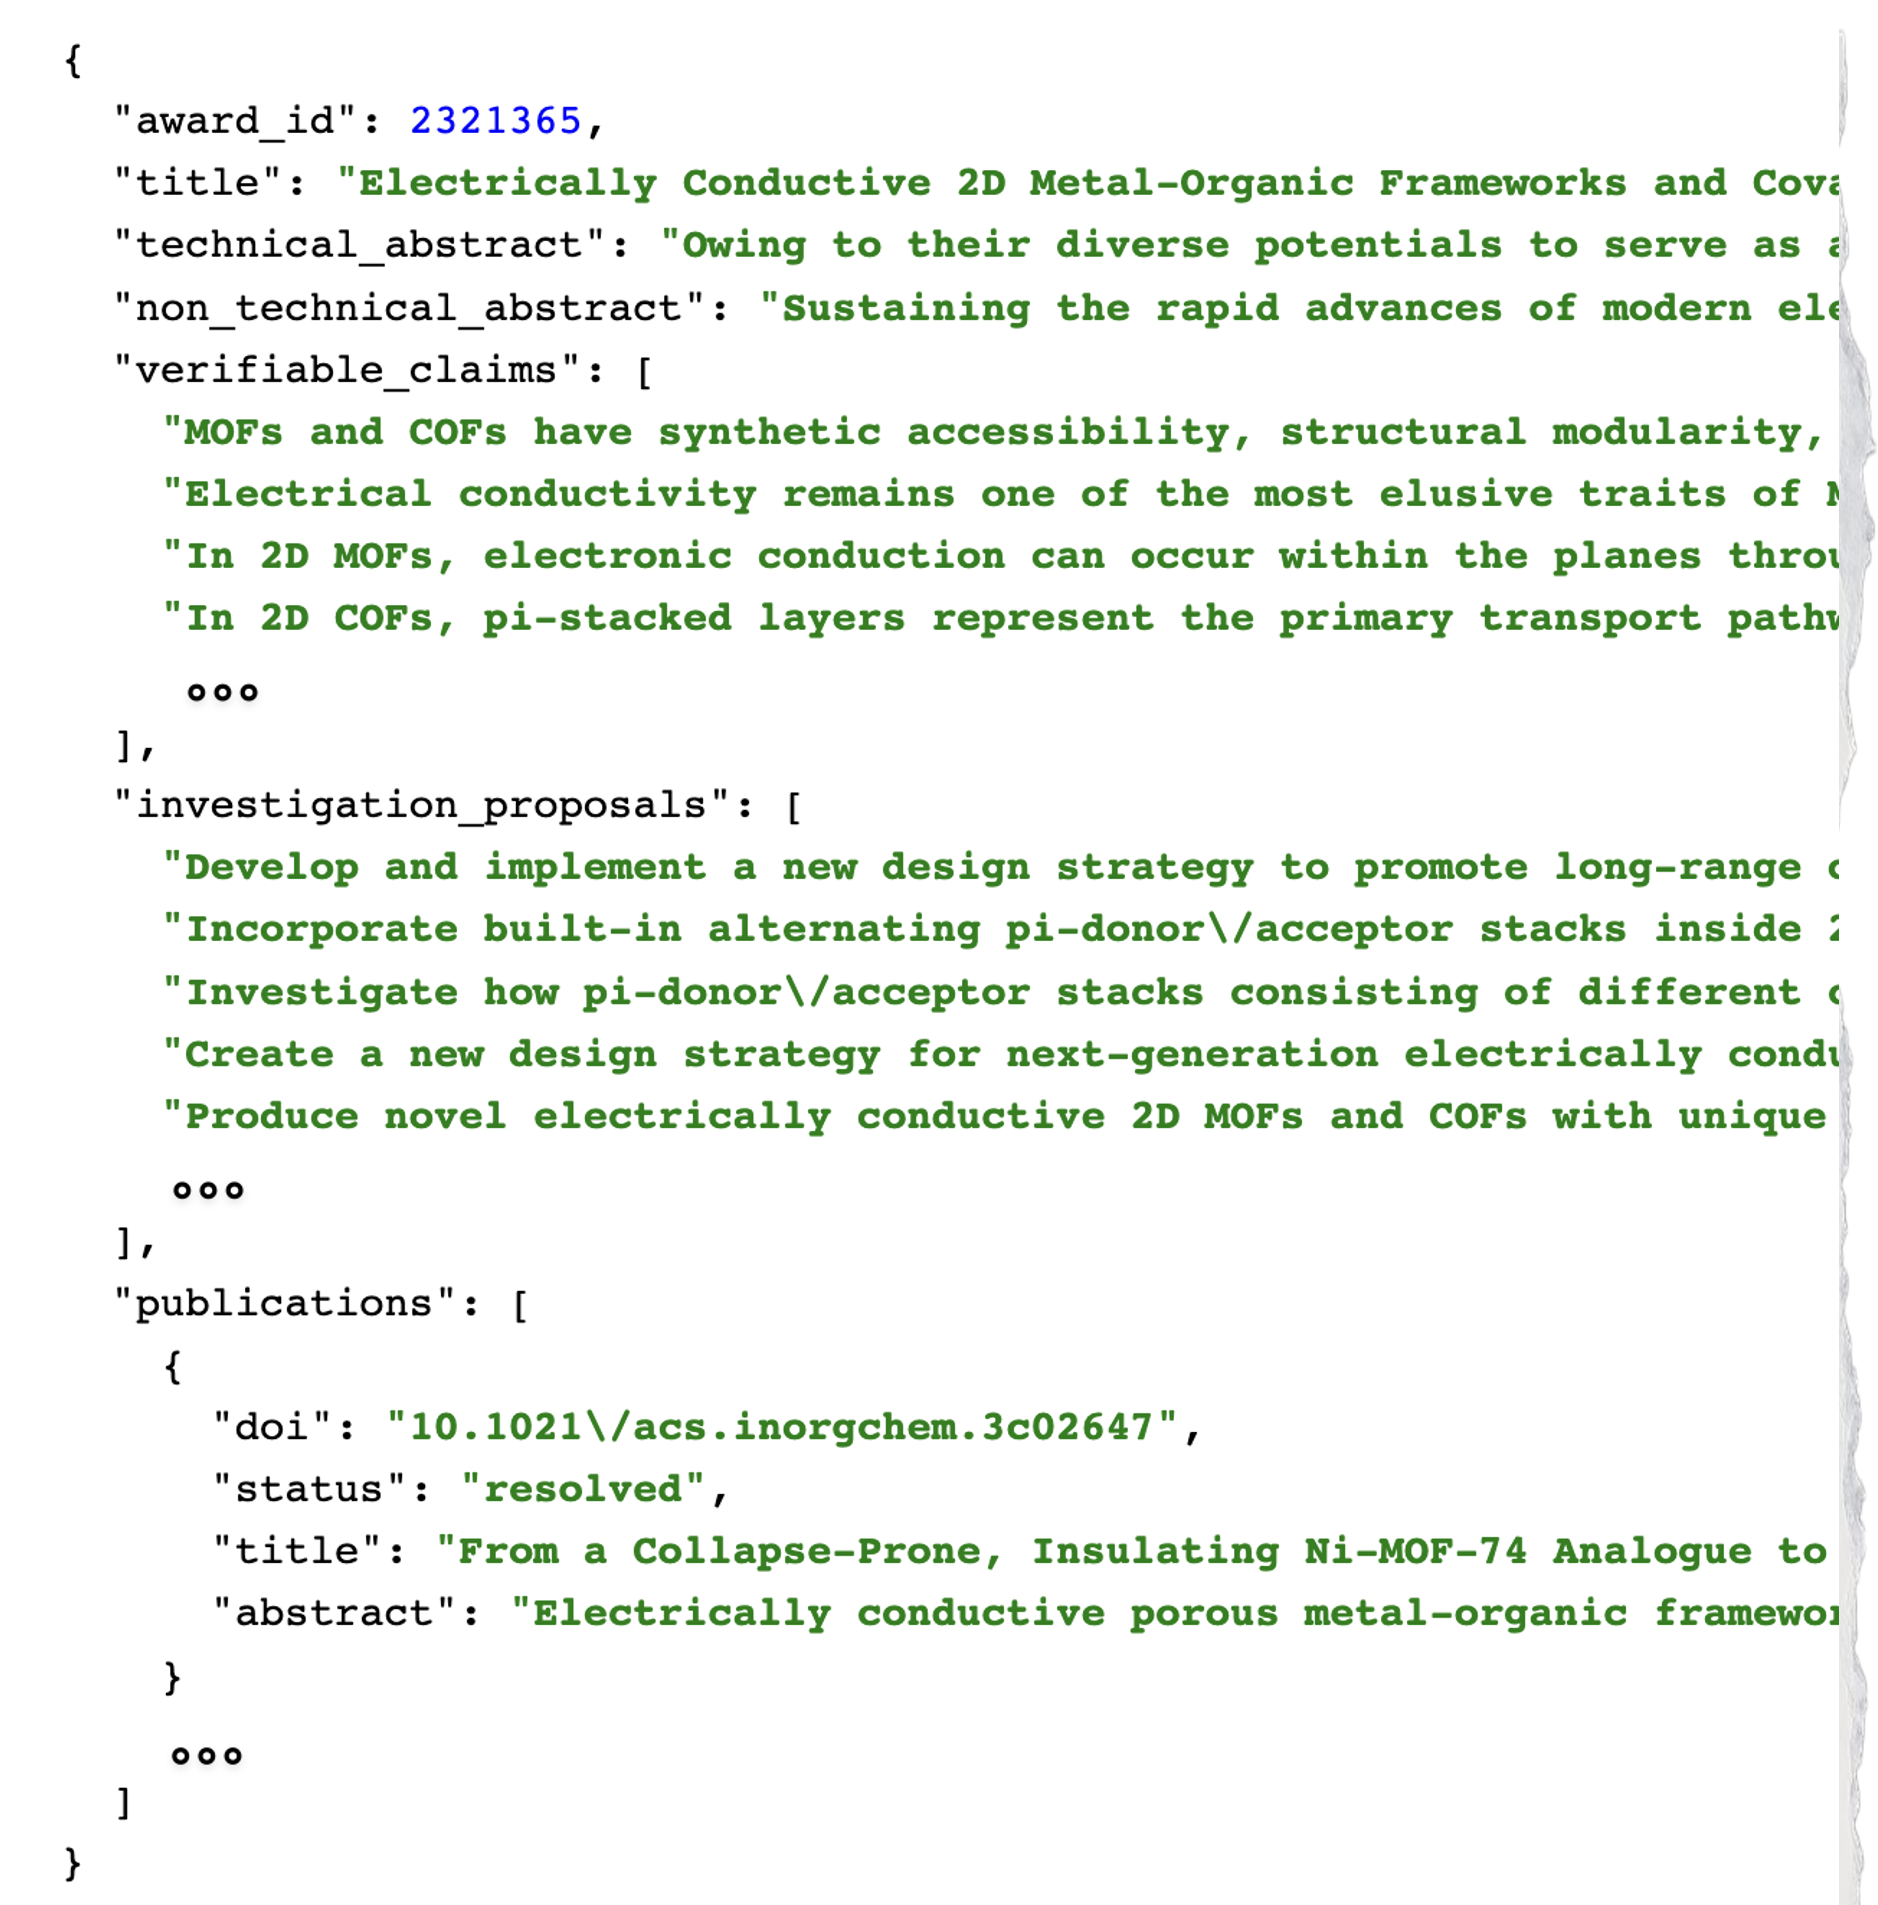 {
"award_id": 2321365,
"title": "Electrically Conductive 2D Metal-Organic Frameworks and
"technical_abstract": "Owing to their diverse potentials to serve as
"non_technical_abstract": "Sustaining the rapid advances of modern
"verifiable_claims": [
"MOFs and COFs have synthetic accessibility, structural modularity,
"Electrical conductivity remains one of the most elusive traits of
"In 2D MOFs, electronic conduction can occur within the planes
"In 2D COFs, pi-stacked layers represent the primary transport
ooo
],
"investigation_proposals": [
"Develop and implement a new design strategy to promote long-range
"Incorporate built-in alternating pi-donor\/acceptor stacks inside
"Investigate how pi-donor\/acceptor stacks consisting of different
"Create a new design strategy for next-generation electrically
"Produce novel electrically conductive 2D MOFs and COFs with unique
ooo
],
"publications": [
{
"doi": "10.1021\/acs.inorgchem.3c02647",
"status": "resolved",
"title": "From a Collapse-Prone, Insulating Ni-MOF-74 Analogue to
"abstract": "Electrically conductive porous metal-organic
}
ooo
]
}